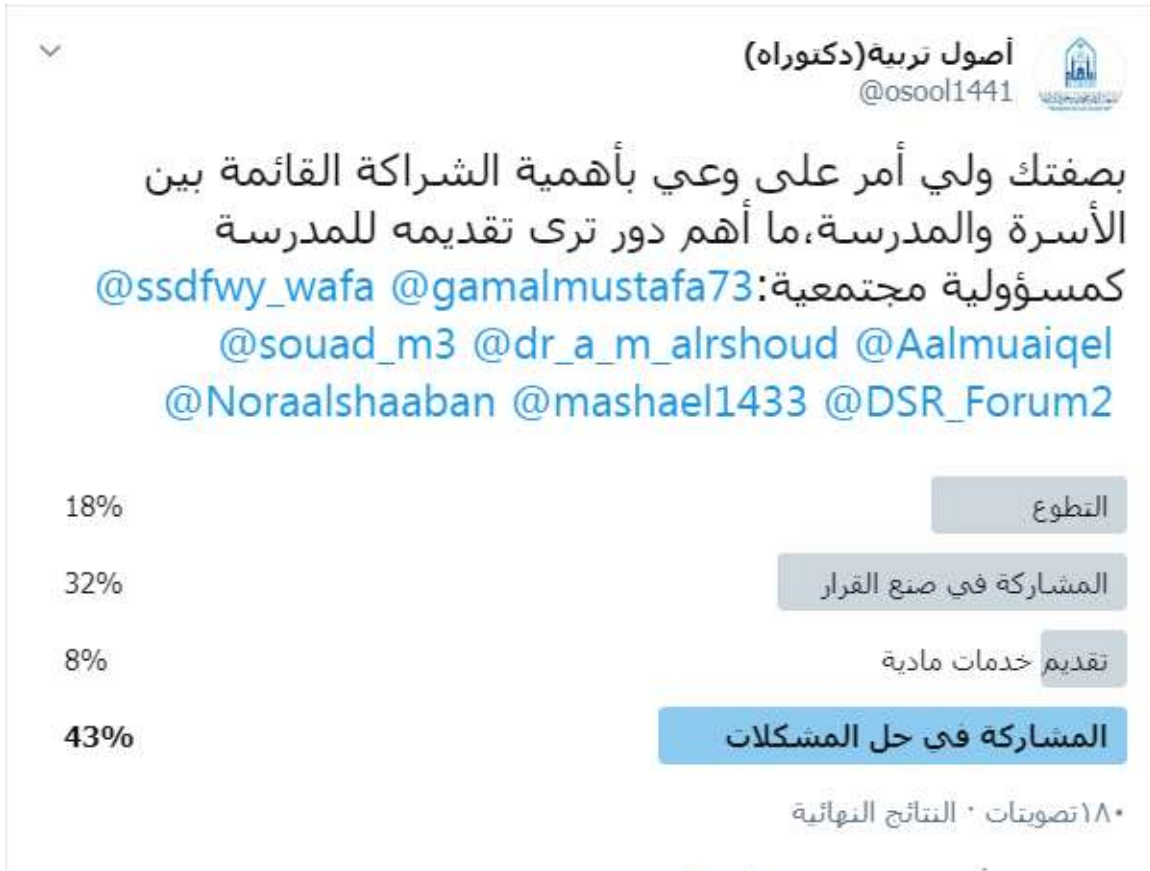 أصول تربية(دكتوراه)
@osool1441
بصفتك ولي أمر على وعي بأهمية الشراكة القائمة بين
الأسرة والمدرسة،ما أهم دور ترى تقديمه للمدرسة
كمسؤولية مجتمعية:@gamalmustafa73 @ssdfwy_wafa
@Aalmuaiqel @dr_a_m_alrshoud @souad_m3
@DSR_Forum2 @mashael1433 @Noraalshaaban
التطوع 18%
المشاركة في صنع القرار 32%
تقديم خدمات مادية 8%
المشاركة في حل المشكلات 43%
١٨٠تصويتات · النتائج النهائية